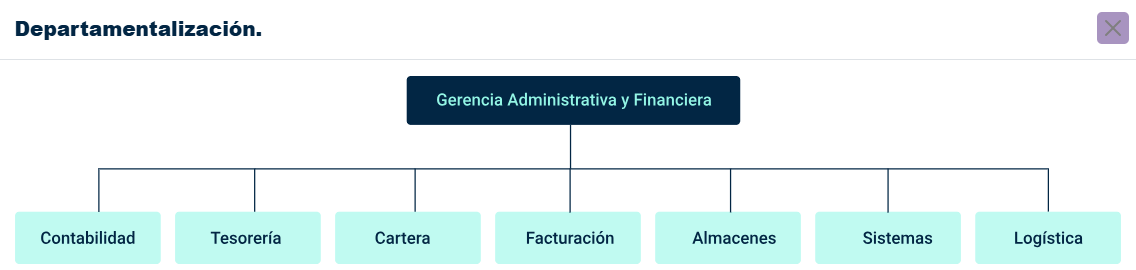 Departamentalización.
Gerencia Administrativa y Financiera
Contabilidad
Tesorería
Cartera
Facturación
Almacenes
Sistemas
Logística